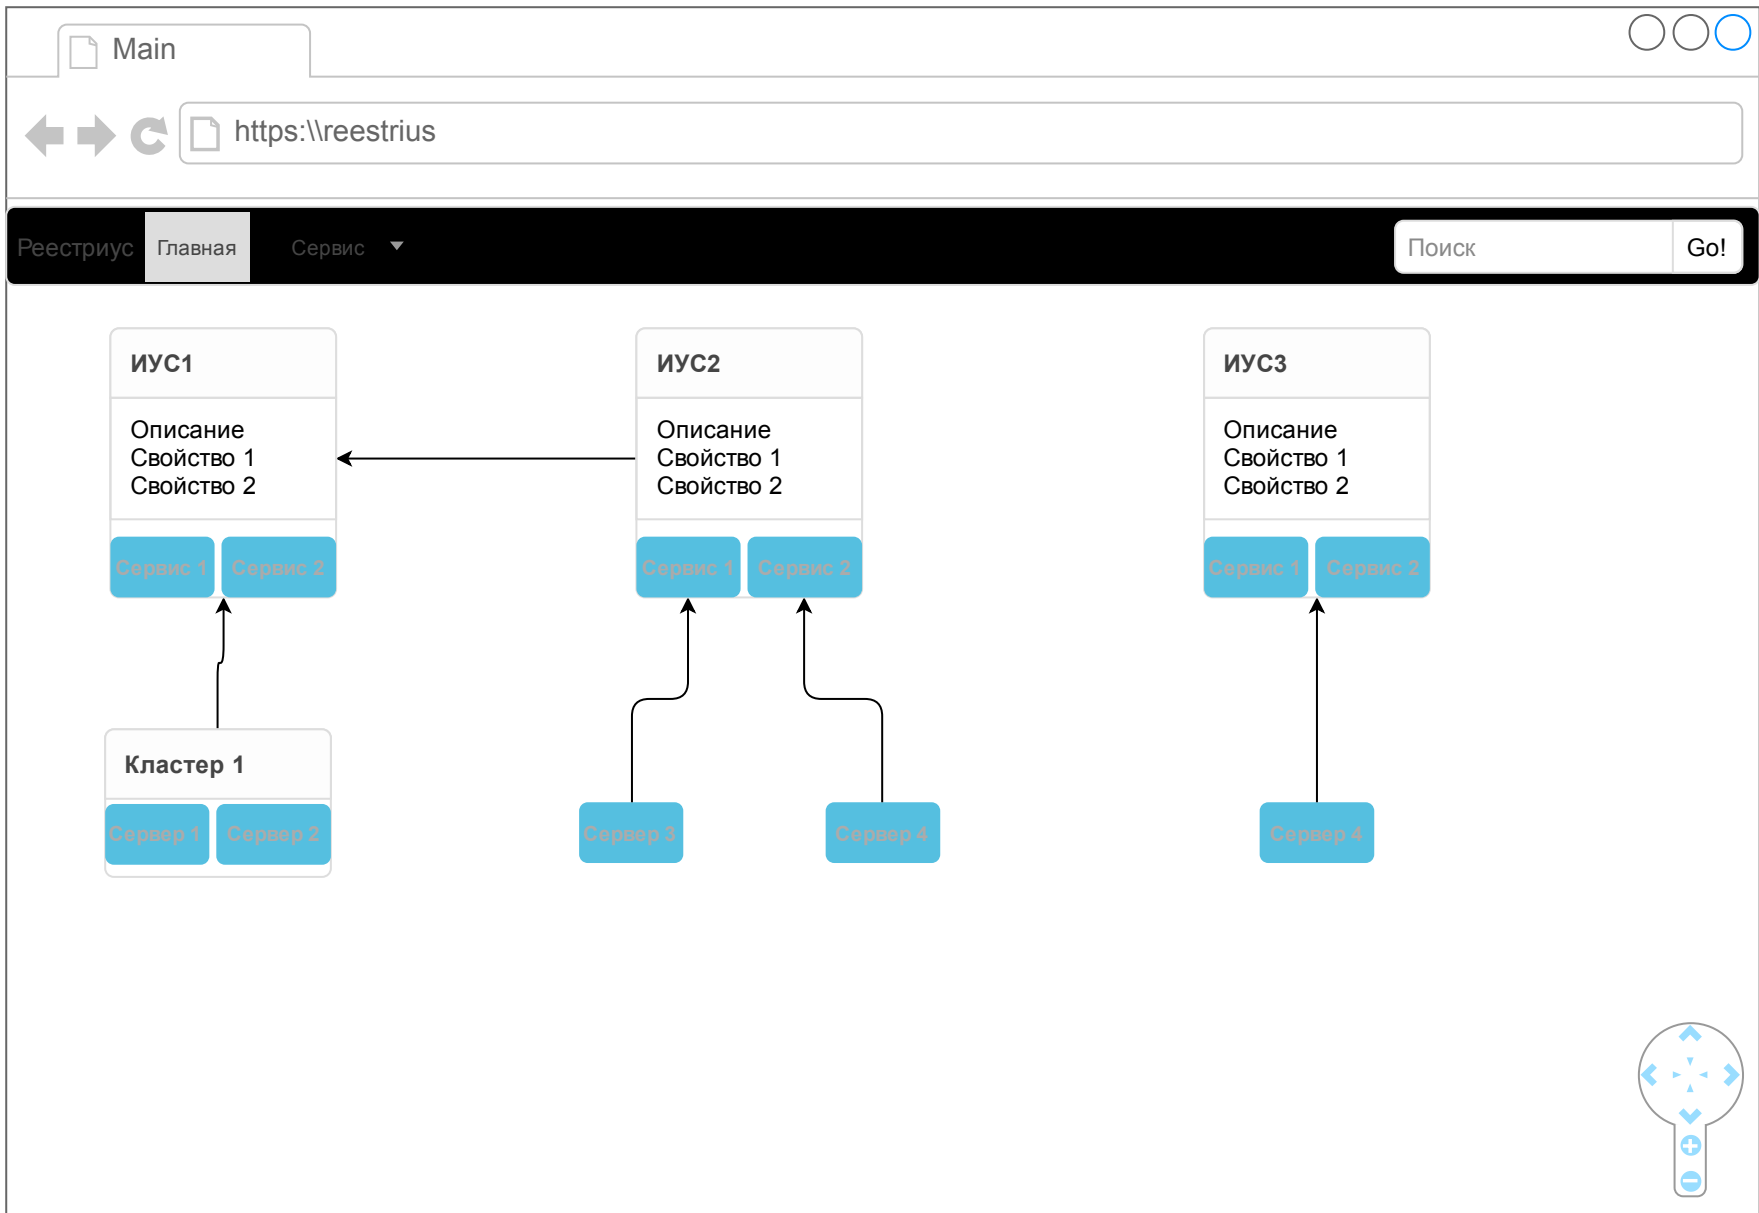 Main
https:\\reestrius
Реестриус Главная Сервис Поиск Go!
ИУС1
Описание
Свойство 1
Свойство 2
Сервис 1 Сервис 2
ИУС2
Описание
Свойство 1
Свойство 2
Сервис 1 Сервис 2
ИУС3
Описание
Свойство 1
Свойство 2
Сервис 1 Сервис 2
Кластер 1
Сервер 1 Сервер 2
Сервер 3
Сервер 4
Сервер 4